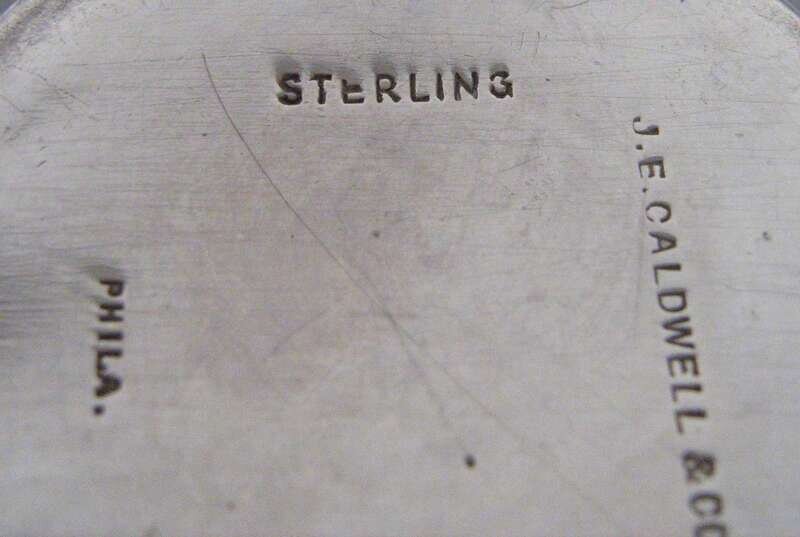 STERLING
J.E.CALDWELL & CO
PHILA.